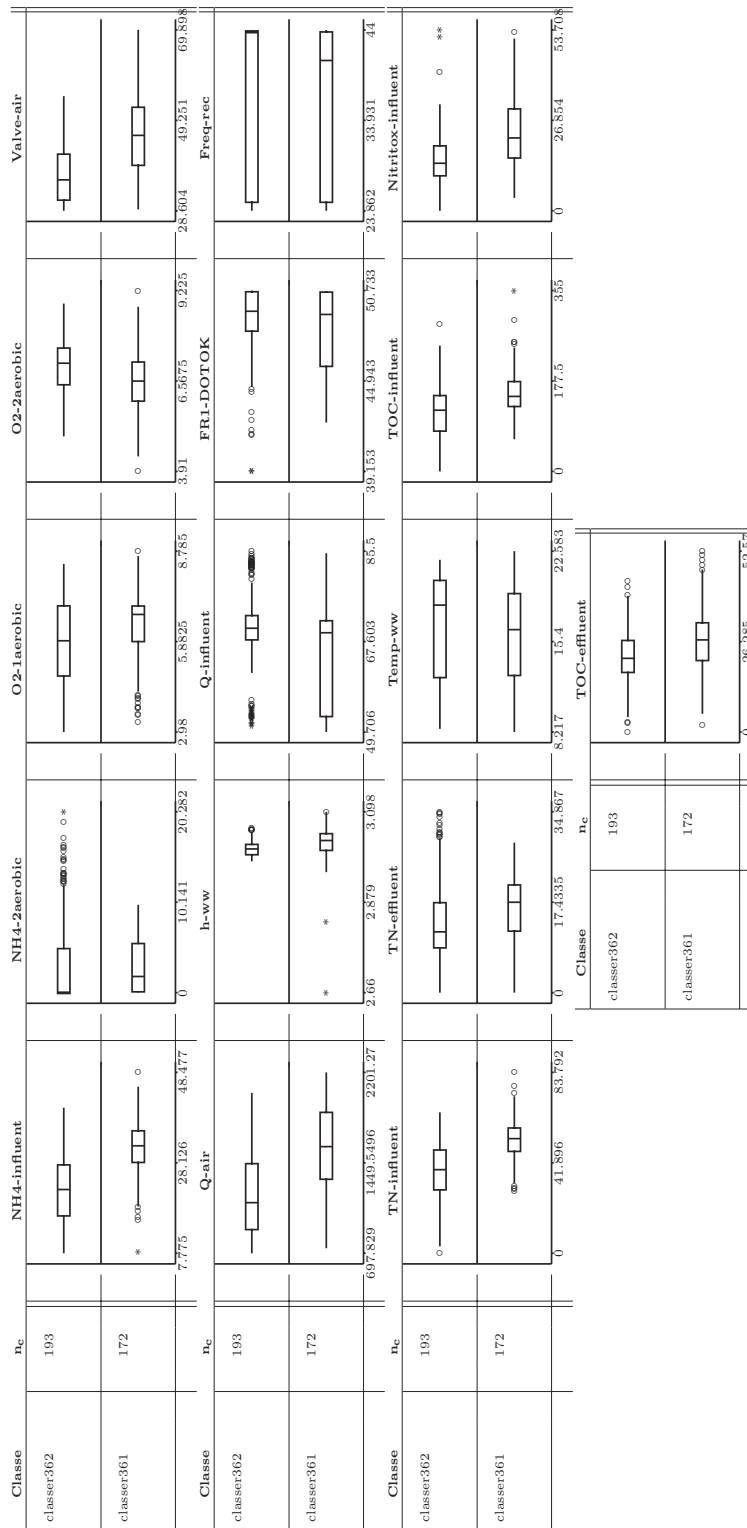 Classe n_c NH4-influent NH4-2aerobic O2-1aerobic O2-2aerobic Valve-air
classer362 193
classer361 172
7.775 28.126 48.477 0 10.141 20.282 2.98 5.8825 8.785 3.91 6.5675 9.225 28.604 49.251 69.898
Classe n_c Q-air h-ww Q-influent FR1-DOTOK Freq-rec
classer362 193
classer361 172
697.829 1449.5496 2201.27 2.66 2.879 3.098 49.706 67.603 85.5 39.153 44.943 50.733 23.862 33.931 44
Classe n_c TN-influent TN-effluent Temp-ww TOC-influent Nitritox-influent
classer362 193
classer361 172
0 41.896 83.792 0 17.4335 34.867 8.217 15.4 22.583 0 177.5 355 0 26.854 53.708
Classe n_c TOC-effluent
classer362 193
classer361 172